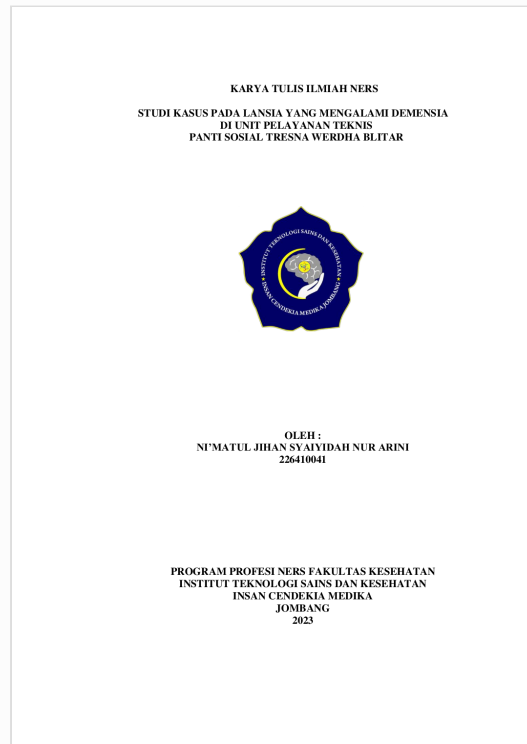 KARYA TULIS ILMIAH NERS
STUDI KASUS PADA LANSIA YANG MENGALAMI DEMENSIA
DI UNIT PELAYANAN TEKNIS
PANTI SOSIAL TRESNA WERDHA BLITAR
INSTITUT TEKNOLOGI SAINS DAN KESEHATAN
INSAN CENDEKIA MEDIKA JOMBANG
OLEH :
NI’MATUL JIHAN SYAIYIDAH NUR ARINI
226410041
PROGRAM PROFESI NERS FAKULTAS KESEHATAN
INSTITUT TEKNOLOGI SAINS DAN KESEHATAN
INSAN CENDEKIA MEDIKA
JOMBANG
2023